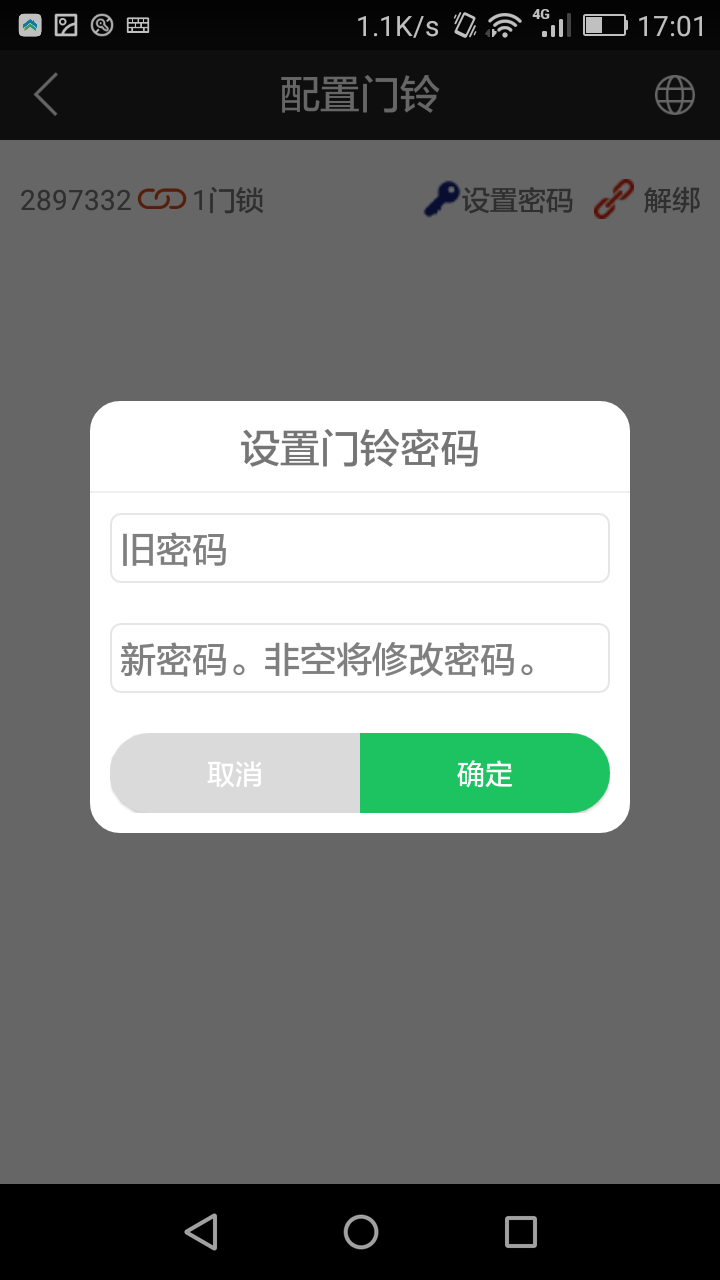 1.1K/s 4G 17:01
配置门铃
2897332 1门锁 设置密码 解绑
设置门铃密码
旧密码
新密码。非空将修改密码。
取消 确定